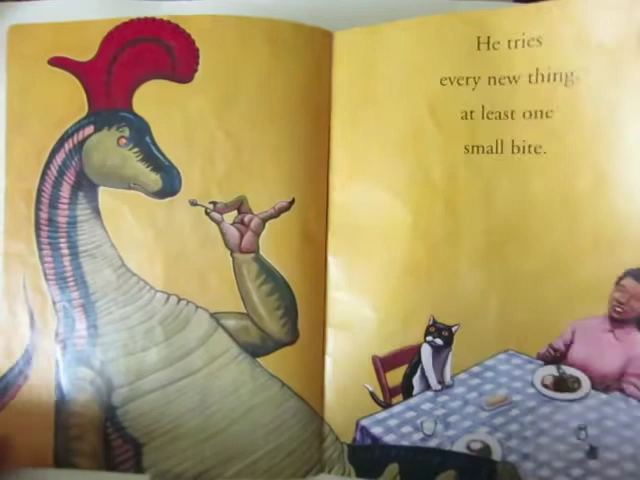 He tries
every new thing,
at least one
small bite.